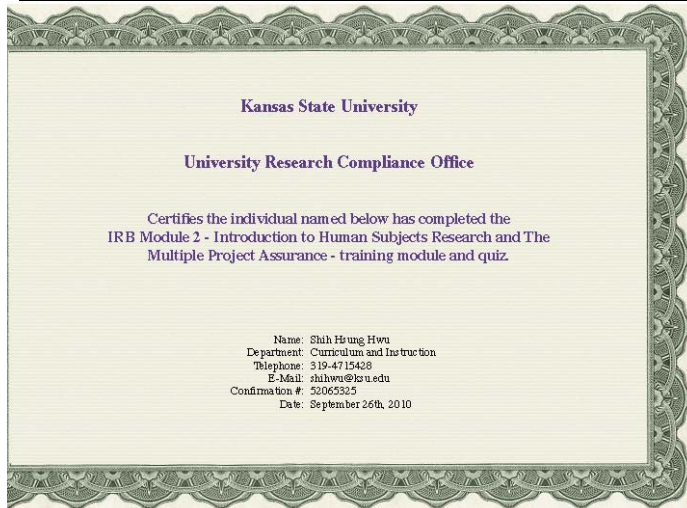 Kansas State University
University Research Compliance Office
Certifies the individual named below has completed the
IRB Module 2 - Introduction to Human Subjects Research and The
Multiple Project Assurance - training module and quiz.
Name: Shih Hsung Hwu
Department: Curriculum and Instruction
Telephone: 319-4715428
E-Mail: shihwu@ksu.edu
Confirmation #: 52065325
Date: September 26th, 2010